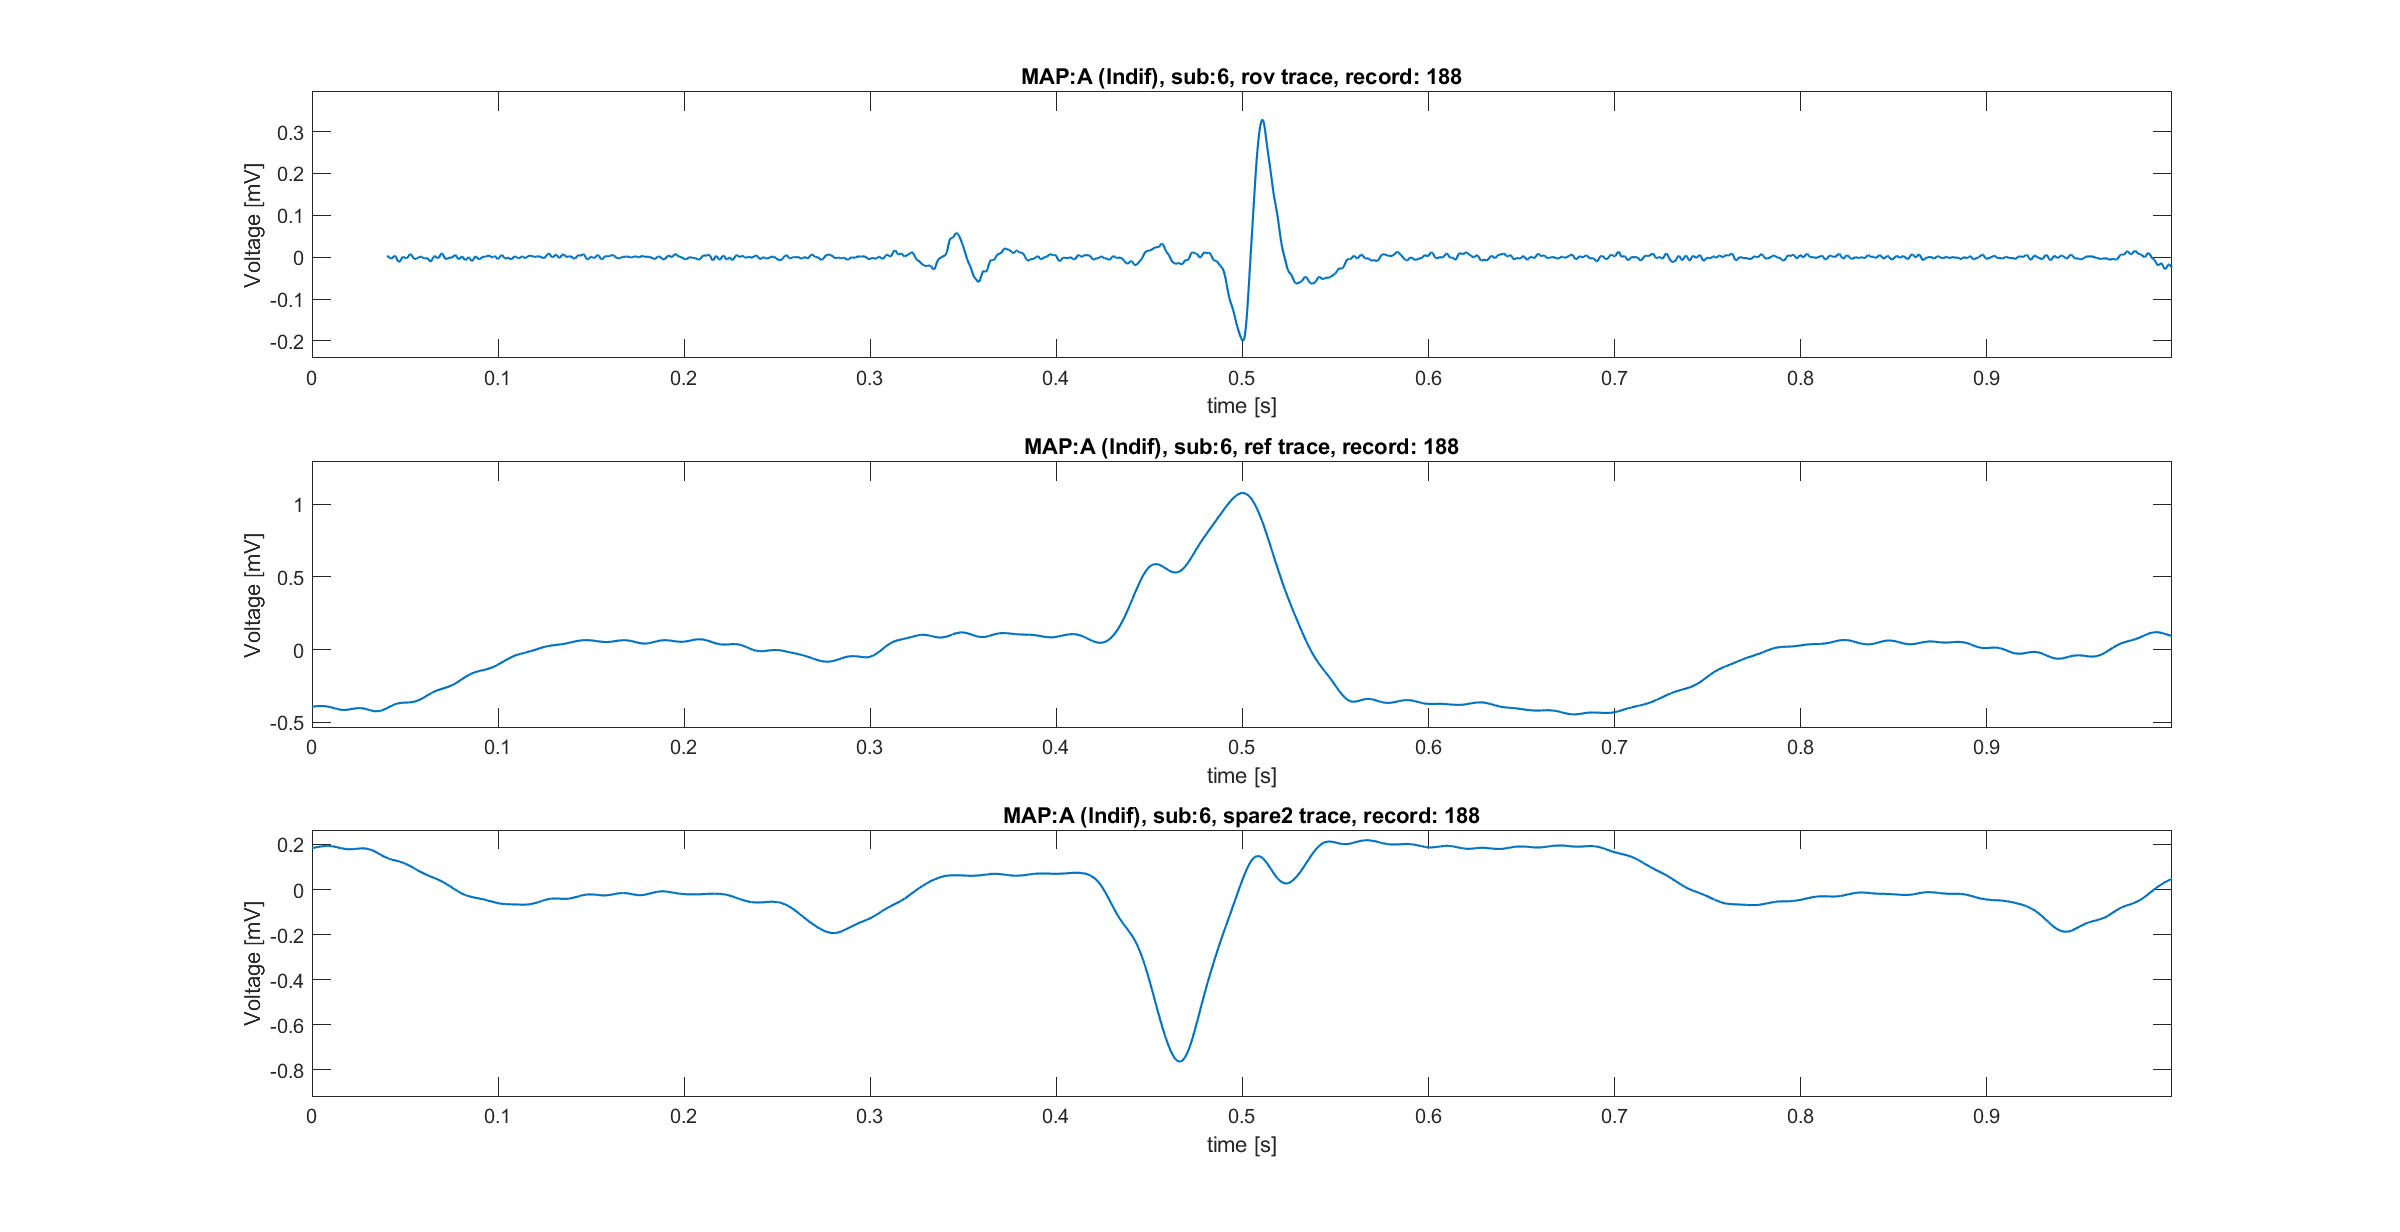 MAP:A (Indif), sub:6, rov trace, record: 188
Voltage [mV]
0.3
0.2
0.1
0
-0.1
-0.2
0 0.1 0.2 0.3 0.4 0.5 0.6 0.7 0.8 0.9
time [s]
MAP:A (Indif), sub:6, ref trace, record: 188
Voltage [mV]
1
0.5
0
-0.5
0 0.1 0.2 0.3 0.4 0.5 0.6 0.7 0.8 0.9
time [s]
MAP:A (Indif), sub:6, spare2 trace, record: 188
Voltage [mV]
0.2
0
-0.2
-0.4
-0.6
-0.8
0 0.1 0.2 0.3 0.4 0.5 0.6 0.7 0.8 0.9
time [s]